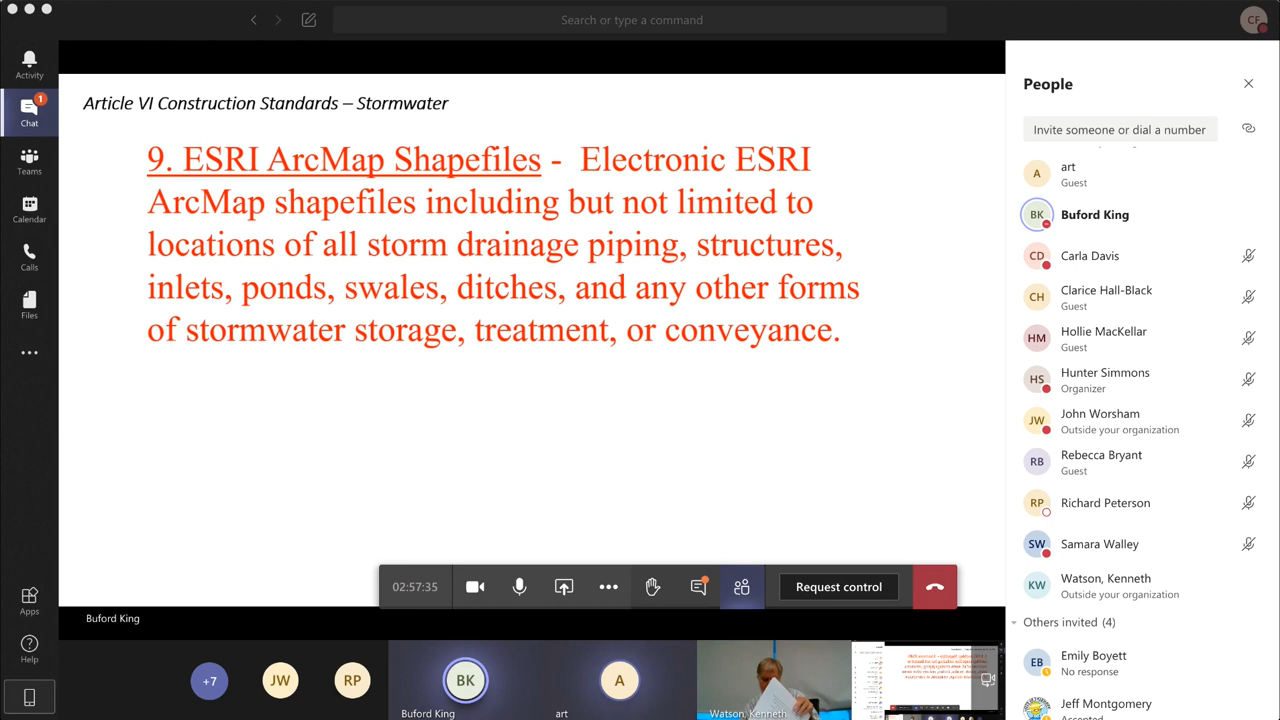 Search or type a command
CF
Activity
1
Chat
Teams
Calendar
Calls
Files
Apps
Help
Article VI Construction Standards – Stormwater
9. ESRI ArcMap Shapefiles - Electronic ESRI
ArcMap shapefiles including but not limited to
locations of all storm drainage piping, structures,
inlets, ponds, swales, ditches, and any other forms
of stormwater storage, treatment, or conveyance.
02:57:35
Request control
Buford King
JW
RP
BK
Buford King
A
art
Watson, Kenneth
People
Invite someone or dial a number
A
art
Guest
BK
Buford King
CD
Carla Davis
CH
Clarice Hall-Black
Guest
HM
Hollie MacKellar
Guest
HS
Hunter Simmons
Organizer
JW
John Worsham
Outside your organization
RB
Rebecca Bryant
Guest
RP
Richard Peterson
SW
Samara Walley
KW
Watson, Kenneth
Outside your organization
Others invited (4)
EB
Emily Boyett
No response
Jeff Montgomery
Accepted